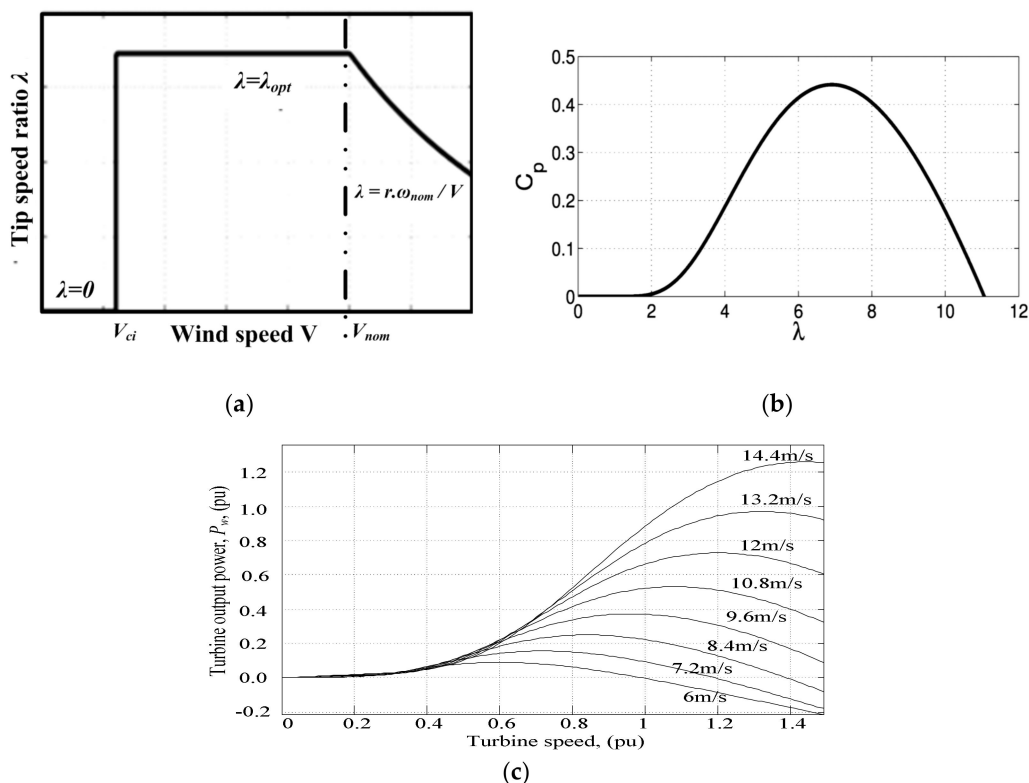 Tip speed ratio λ
λ=λopt
λ = r.ωnom / V
λ=0
Vci
Wind speed V
Vnom
(a)
Cp
0.5
0.4
0.3
0.2
0.1
0
0 2 4 6 8 10 12
λ
(b)
Turbine output power, Pw, (pu)
1.2
1.0
0.8
0.6
0.4
0.2
0.0
-0.2
14.4m/s
13.2m/s
12m/s
10.8m/s
9.6m/s
8.4m/s
7.2m/s
6m/s
0 0.2 0.4 0.6 0.8 1 1.2 1.4
Turbine speed, (pu)
(c)